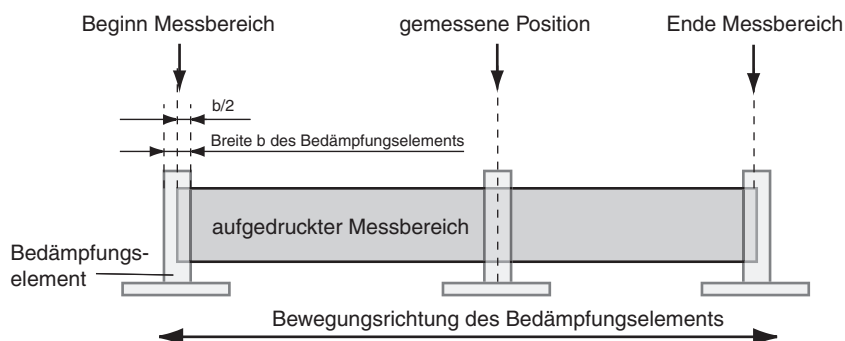 Beginn Messbereich
gemessene Position
Ende Messbereich
b/2
Breite b des Bedämpfungselements
aufgedruckter Messbereich
Bedämpfungs-
element
Bewegungsrichtung des Bedämpfungselements